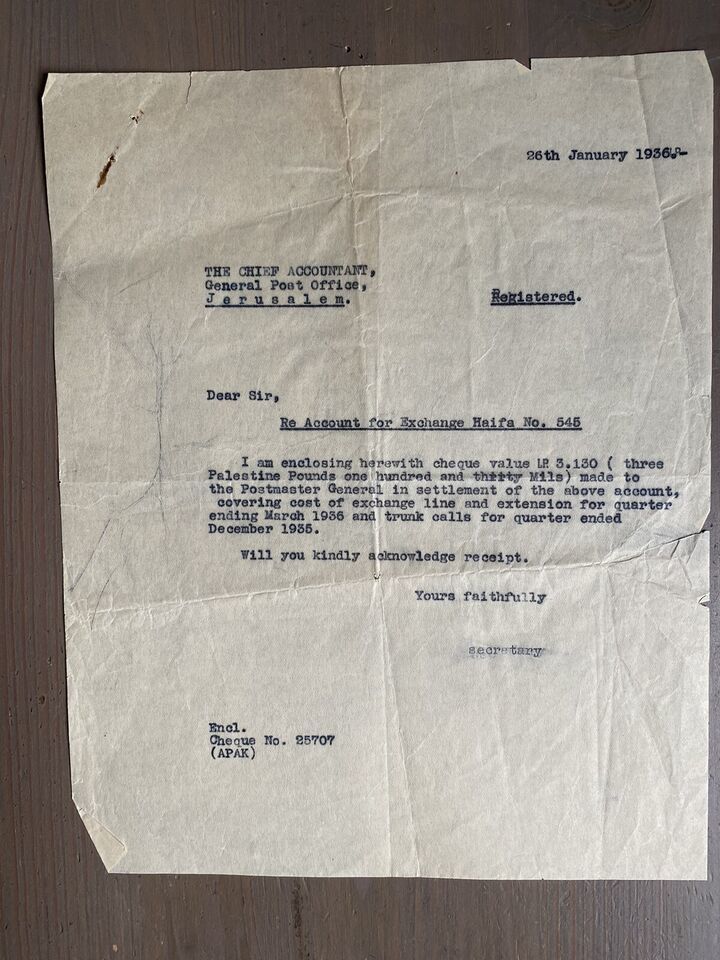 26th January 1936.-
THE CHIEF ACCOUNTANT,
General Post Office,
Jerusalem.
Registered.
Dear Sir,
Re Account for Exchange Haifa No. 545
I am enclosing herewith cheque value LP 3.130 ( three
Palestine Pounds one hundred and thitty Mils) made to
the Postmaster General in settlement of the above account,
covering cost of exchange line and extension for quarter
ending March 1936 and trunk calls for quarter ended
December 1935.
Will you kindly acknowledge receipt.
Yours faithfully
secretary
Encl.
Cheque No. 25707
(APAK)